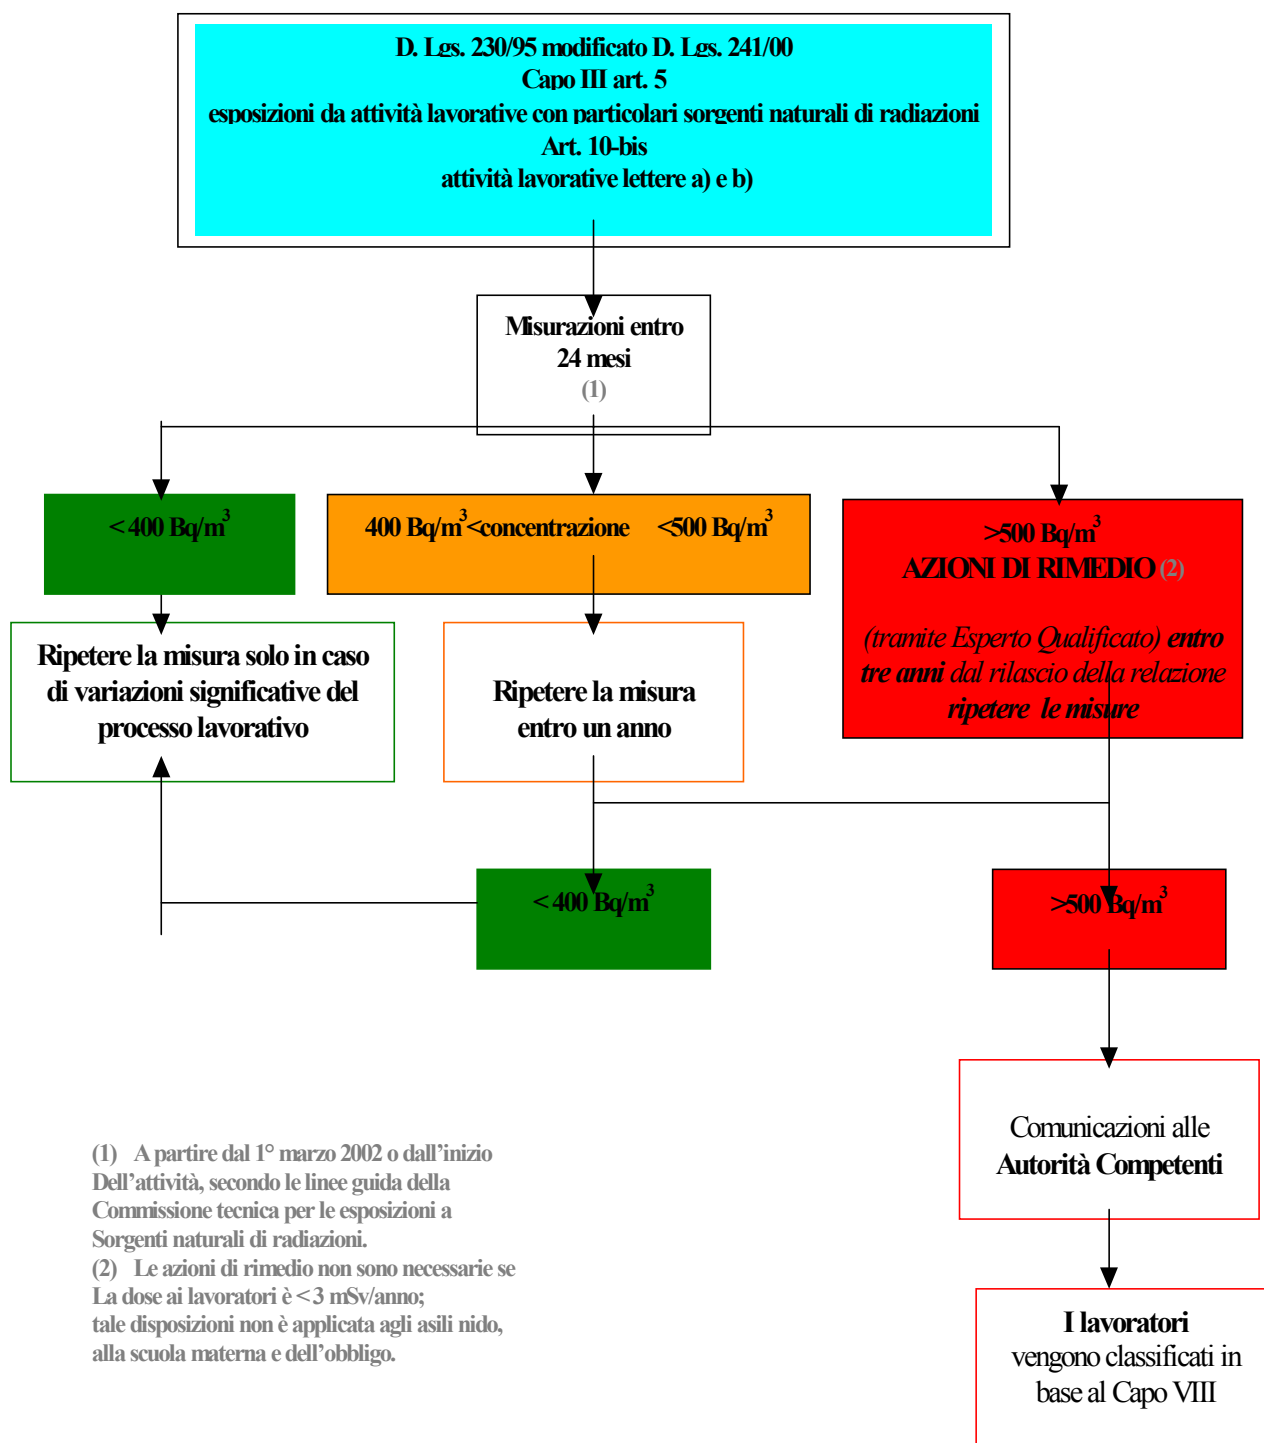 D. Lgs. 230/95 modificato D. Lgs. 241/00
Capo III art. 5
esposizioni da attività lavorative con particolari sorgenti naturali di radiazioni
Art. 10-bis
attività lavorative lettere a) e b)
Misurazioni entro
24 mesi
(1)
< 400 Bq/m³
400 Bq/m³<concentrazione <500 Bq/m³
>500 Bq/m³
AZIONI DI RIMEDIO (2)
(tramite Esperto Qualificato) entro
tre anni dal rilascio della relazione
ripetere le misure
Ripetere la misura solo in caso
di variazioni significative del
processo lavorativo
Ripetere la misura
entro un anno
< 400 Bq/m³
>500 Bq/m³
Comunicazioni alle
Autorità Competenti
I lavoratori
vengono classificati in
base al Capo VIII
(1) A partire dal 1° marzo 2002 o dall'inizio
Dell'attività, secondo le linee guida della
Commissione tecnica per le esposizioni a
Sorgenti naturali di radiazioni.
(2) Le azioni di rimedio non sono necessarie se
La dose ai lavoratori è < 3 mSv/anno;
tale disposizioni non è applicata agli asili nido,
alla scuola materna e dell'obbligo.